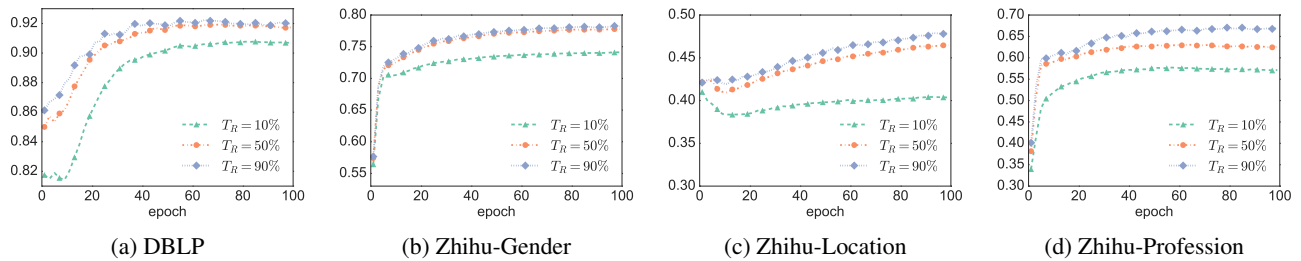 0.92
0.90
0.88
0.86
0.84
0.82
T_R = 10%
T_R = 50%
T_R = 90%
0 20 40 60 80 100
epoch
(a) DBLP
0.80
0.75
0.70
0.65
0.60
0.55
T_R = 10%
T_R = 50%
T_R = 90%
0 20 40 60 80 100
epoch
(b) Zhihu-Gender
0.50
0.45
0.40
0.35
0.30
T_R = 10%
T_R = 50%
T_R = 90%
0 20 40 60 80 100
epoch
(c) Zhihu-Location
0.70
0.65
0.60
0.55
0.50
0.45
0.40
0.35
0.30
T_R = 10%
T_R = 50%
T_R = 90%
0 20 40 60 80 100
epoch
(d) Zhihu-Profession